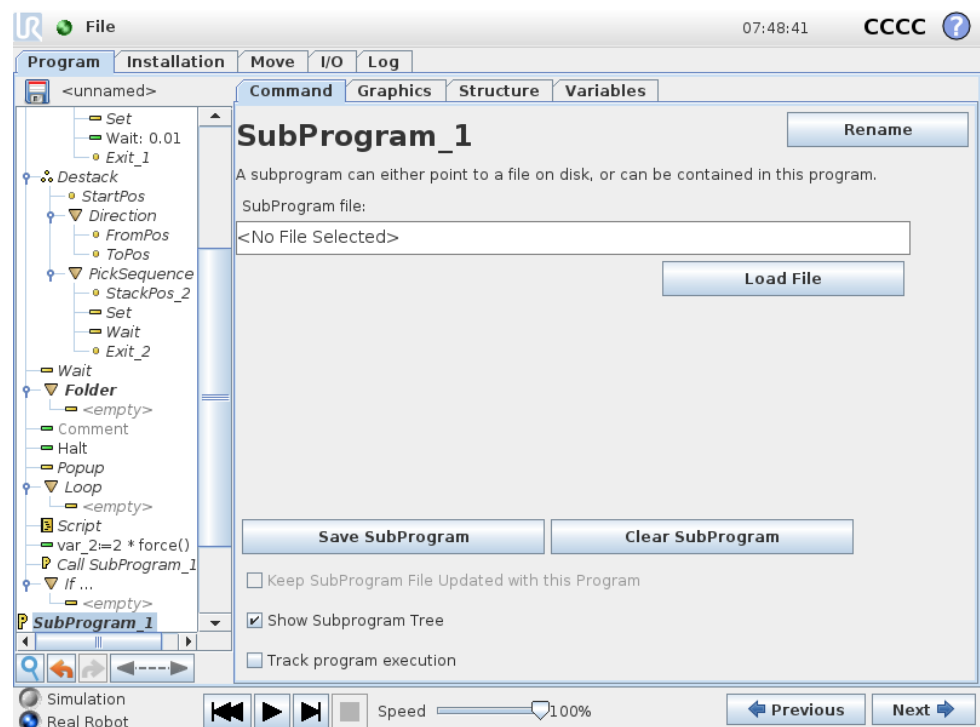 UR File 07:48:41 CCCC ?
Program Installation Move I/O Log
<unnamed> Command Graphics Structure Variables
Set
Wait: 0.01
Exit_1
Destack
StartPos
Direction
FromPos
ToPos
PickSequence
StackPos_2
Set
Wait
Exit_2
Wait
Folder
<empty>
Comment
Halt
Popup
Loop
<empty>
Script
var_2:=2 * force()
Call SubProgram_1
If ...
<empty>
SubProgram_1
SubProgram_1
Rename
A subprogram can either point to a file on disk, or can be contained in this program.
SubProgram file:
<No File Selected>
Load File
Save SubProgram Clear SubProgram
Keep SubProgram File Updated with this Program
Show Subprogram Tree
Track program execution
Simulation
Real Robot
Speed 100%
Previous Next